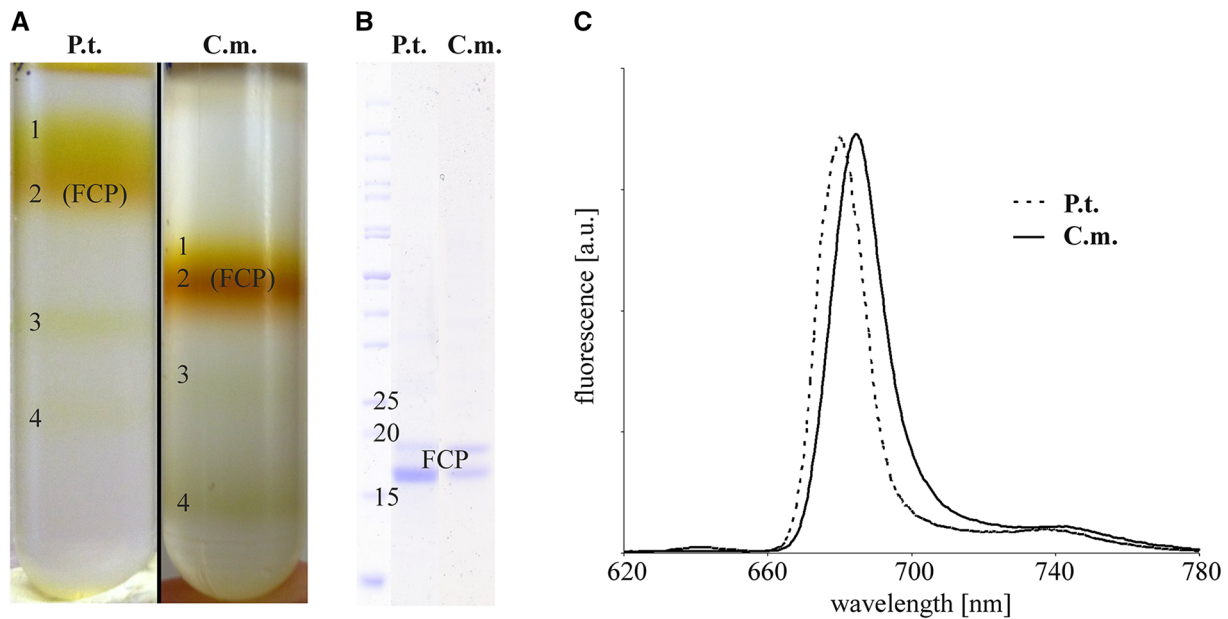 A
P.t.
C.m.
1
2 (FCP)
3
4
1
2 (FCP)
3
4
B
P.t. C.m.
25
20
FCP
15
C
fluorescence [a.u.]
P.t.
C.m.
620 660 700 740 780
wavelength [nm]